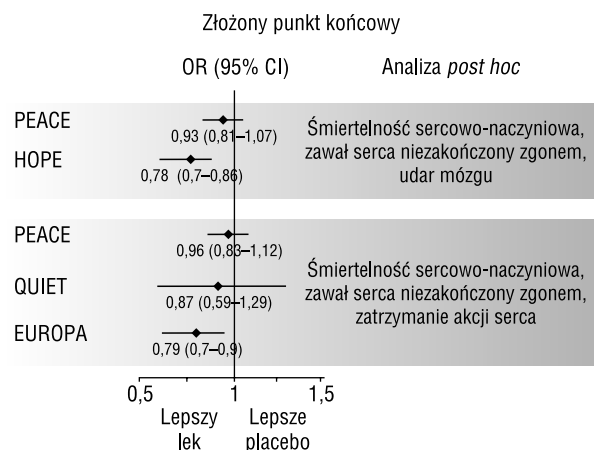 Złożony punkt końcowy
OR (95% CI)
Analiza post hoc
PEACE
0,93 (0,81–1,07)
HOPE
0,78 (0,7–0,86)
Śmiertelność sercowo-naczyniowa,
zawał serca niezakończony zgonem,
udar mózgu
PEACE
0,96 (0,83–1,12)
QUIET
0,87 (0,59–1,29)
EUROPA
0,79 (0,7–0,9)
Śmiertelność sercowo-naczyniowa,
zawał serca niezakończony zgonem,
zatrzymanie akcji serca
0,5 1 1,5
Lepszy
lek
Lepsze
placebo